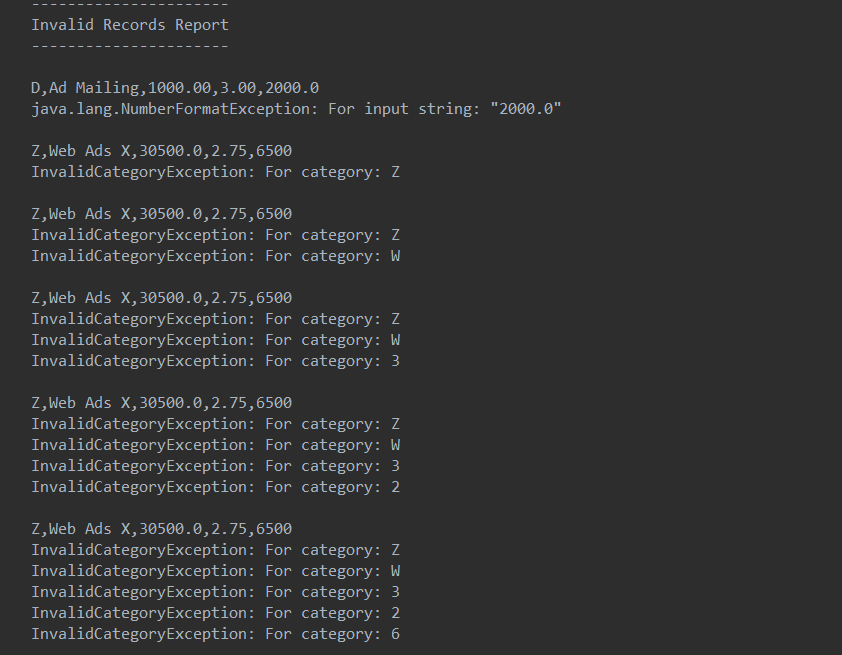 ----------------------
Invalid Records Report
----------------------
D,Ad Mailing,1000.00,3.00,2000.0
java.lang.NumberFormatException: For input string: "2000.0"
Z,Web Ads X,30500.0,2.75,6500
InvalidCategoryException: For category: Z
Z,Web Ads X,30500.0,2.75,6500
InvalidCategoryException: For category: Z
InvalidCategoryException: For category: W
Z,Web Ads X,30500.0,2.75,6500
InvalidCategoryException: For category: Z
InvalidCategoryException: For category: W
InvalidCategoryException: For category: 3
Z,Web Ads X,30500.0,2.75,6500
InvalidCategoryException: For category: Z
InvalidCategoryException: For category: W
InvalidCategoryException: For category: 3
InvalidCategoryException: For category: 2
Z,Web Ads X,30500.0,2.75,6500
InvalidCategoryException: For category: Z
InvalidCategoryException: For category: W
InvalidCategoryException: For category: 3
InvalidCategoryException: For category: 2
InvalidCategoryException: For category: 6